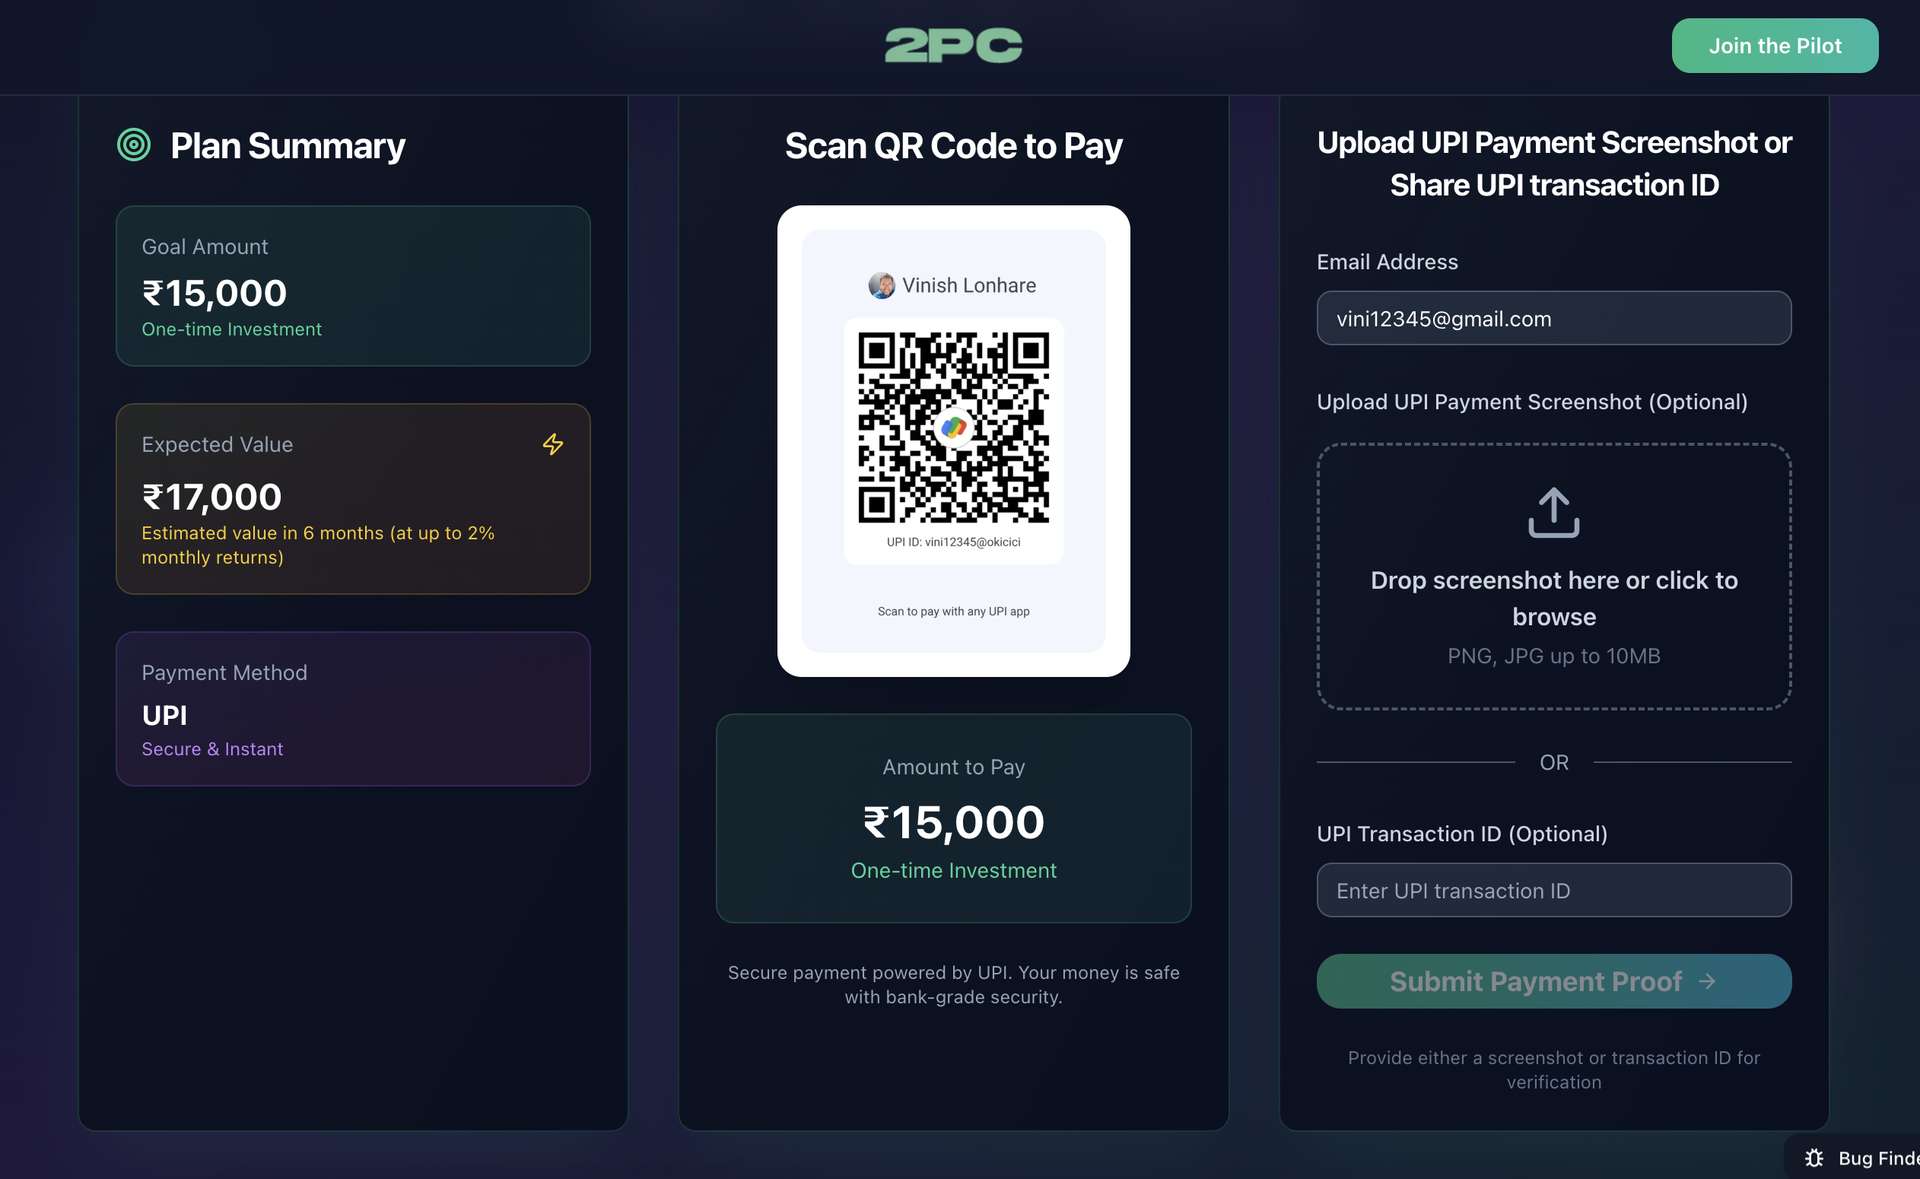 2PC
Join the Pilot
Plan Summary
Goal Amount
₹15,000
One-time Investment
Expected Value
₹17,000
Estimated value in 6 months (at up to 2%
monthly returns)
Payment Method
UPI
Secure & Instant
Scan QR Code to Pay
Vinish Lonhare
UPI ID: vini12345@okicici
Scan to pay with any UPI app
Amount to Pay
₹15,000
One-time Investment
Secure payment powered by UPI. Your money is safe
with bank-grade security.
Upload UPI Payment Screenshot or
Share UPI transaction ID
Email Address
vini12345@gmail.com
Upload UPI Payment Screenshot (Optional)
Drop screenshot here or click to
browse
PNG, JPG up to 10MB
OR
UPI Transaction ID (Optional)
Enter UPI transaction ID
Submit Payment Proof →
Provide either a screenshot or transaction ID for
verification
Bug Finde